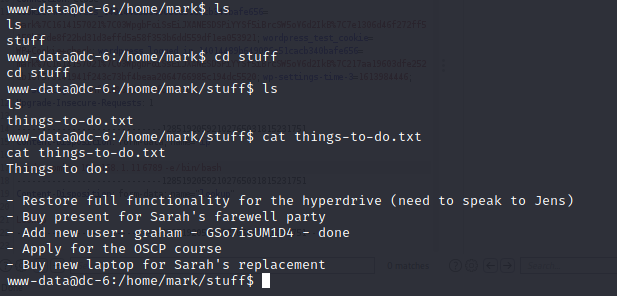 www-data@dc-6:/home/mark$ ls
ls
stuff
www-data@dc-6:/home/mark$ cd stuff
cd stuff
www-data@dc-6:/home/mark/stuff$ ls
ls
things-to-do.txt
www-data@dc-6:/home/mark/stuff$ cat things-to-do.txt
cat things-to-do.txt
Things to do:
- Restore full functionality for the hyperdrive (need to speak to Jens)
- Buy present for Sarah's farewell party
- Add new user: graham - GSo7isUM1D4 - done
- Apply for the OSCP course
- Buy new laptop for Sarah's replacement
www-data@dc-6:/home/mark/stuff$